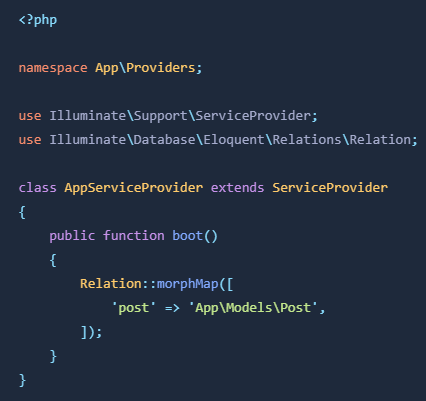 <?php
namespace App\Providers;
use Illuminate\Support\ServiceProvider;
use Illuminate\Database\Eloquent\Relations\Relation;
class AppServiceProvider extends ServiceProvider
{
    public function boot()
    {
        Relation::morphMap([
            'post' => 'App\Models\Post',
        ]);
    }
}